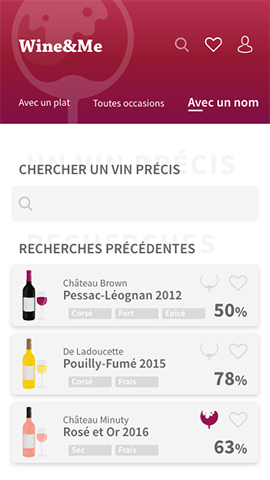 Wine&Me
Avec un plat
Toutes occasions
Avec un nom
UN VIN PRÉCIS
CHERCHER UN VIN PRÉCIS
RECHERCHES
RECHERCHES PRÉCÉDENTES
Château Brown
Pessac-Léognan 2012
Corsé Fort Épicé
50%
De Ladoucette
Pouilly-Fumé 2015
Corsé Frais
78%
Château Minuty
Rosé et Or 2016
Sec Frais
63%